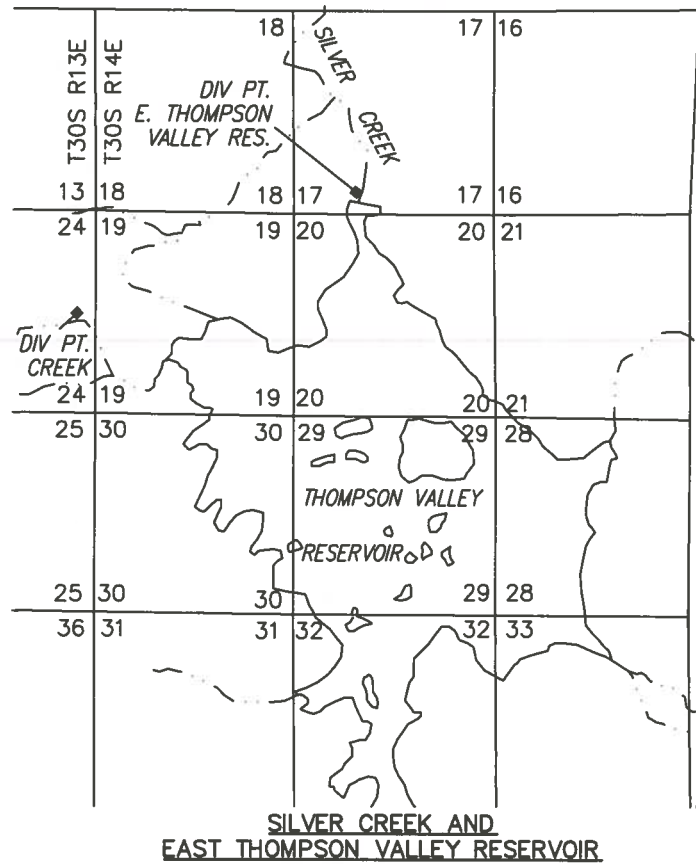 18
17 16
SILVER
CREEK
T30S R13E
T30S R14E
DIV PT.
E. THOMPSON
VALLEY RES.
13 18
18 17
17 16
24 19
19 20
20 21
DIV PT.
CREEK
24 19
19 20
20 21
25 30
30 29
29 28
THOMPSON VALLEY
RESERVOIR
25 30
30
29 28
36 31
31 32
32 33
SILVER CREEK AND
EAST THOMPSON VALLEY RESERVOIR